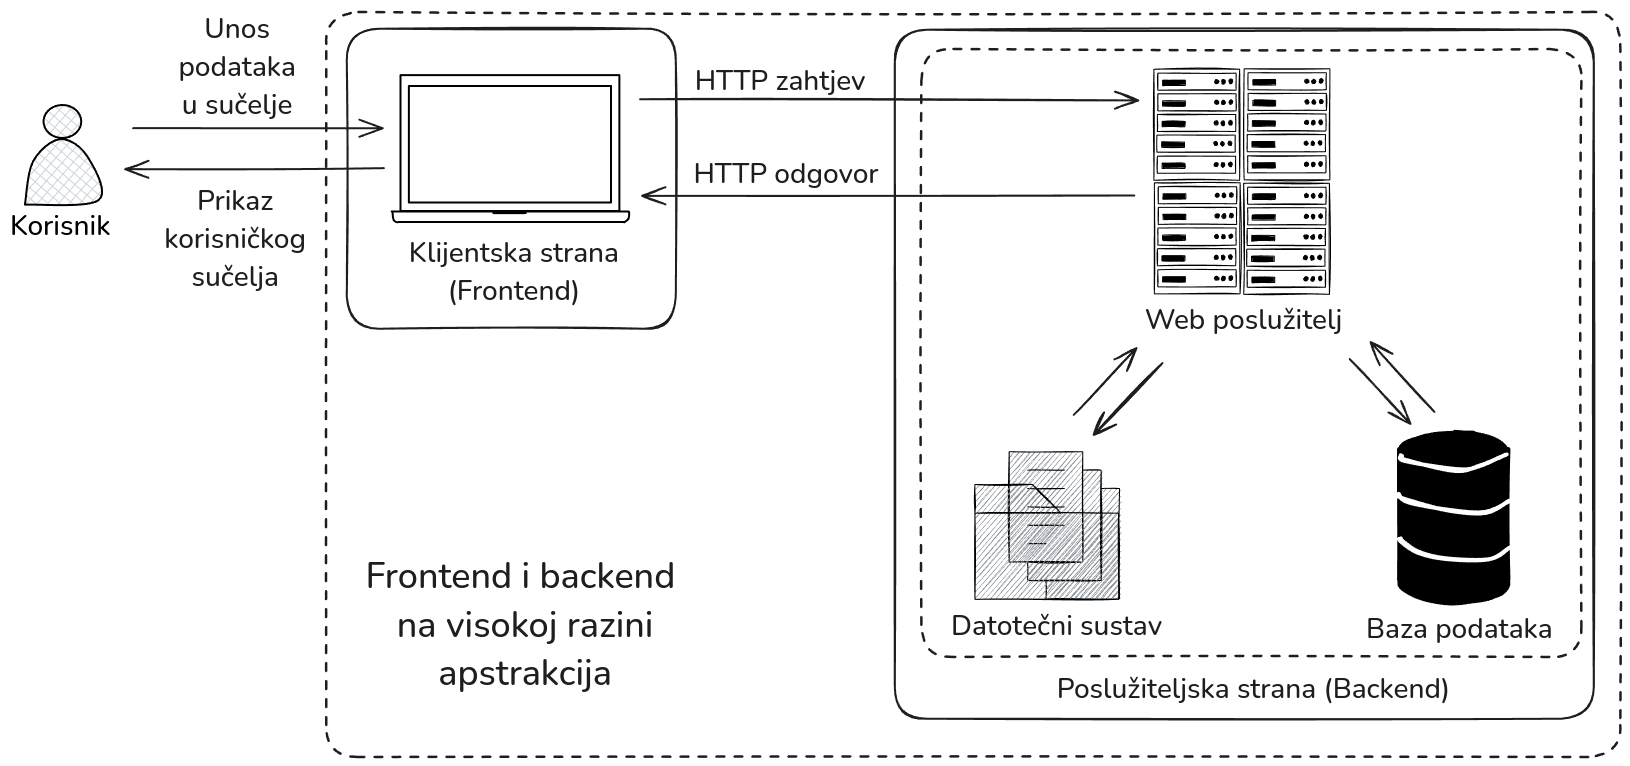 Unos
podataka
u sučelje
Korisnik
Prikaz
korisničkog
sučelja
Klijentska strana
(Frontend)
HTTP zahtjev
HTTP odgovor
Web poslužitelj
Datotečni sustav
Baza podataka
Poslužiteljska strana (Backend)
Frontend i backend
na visokoj razini
apstrakcija